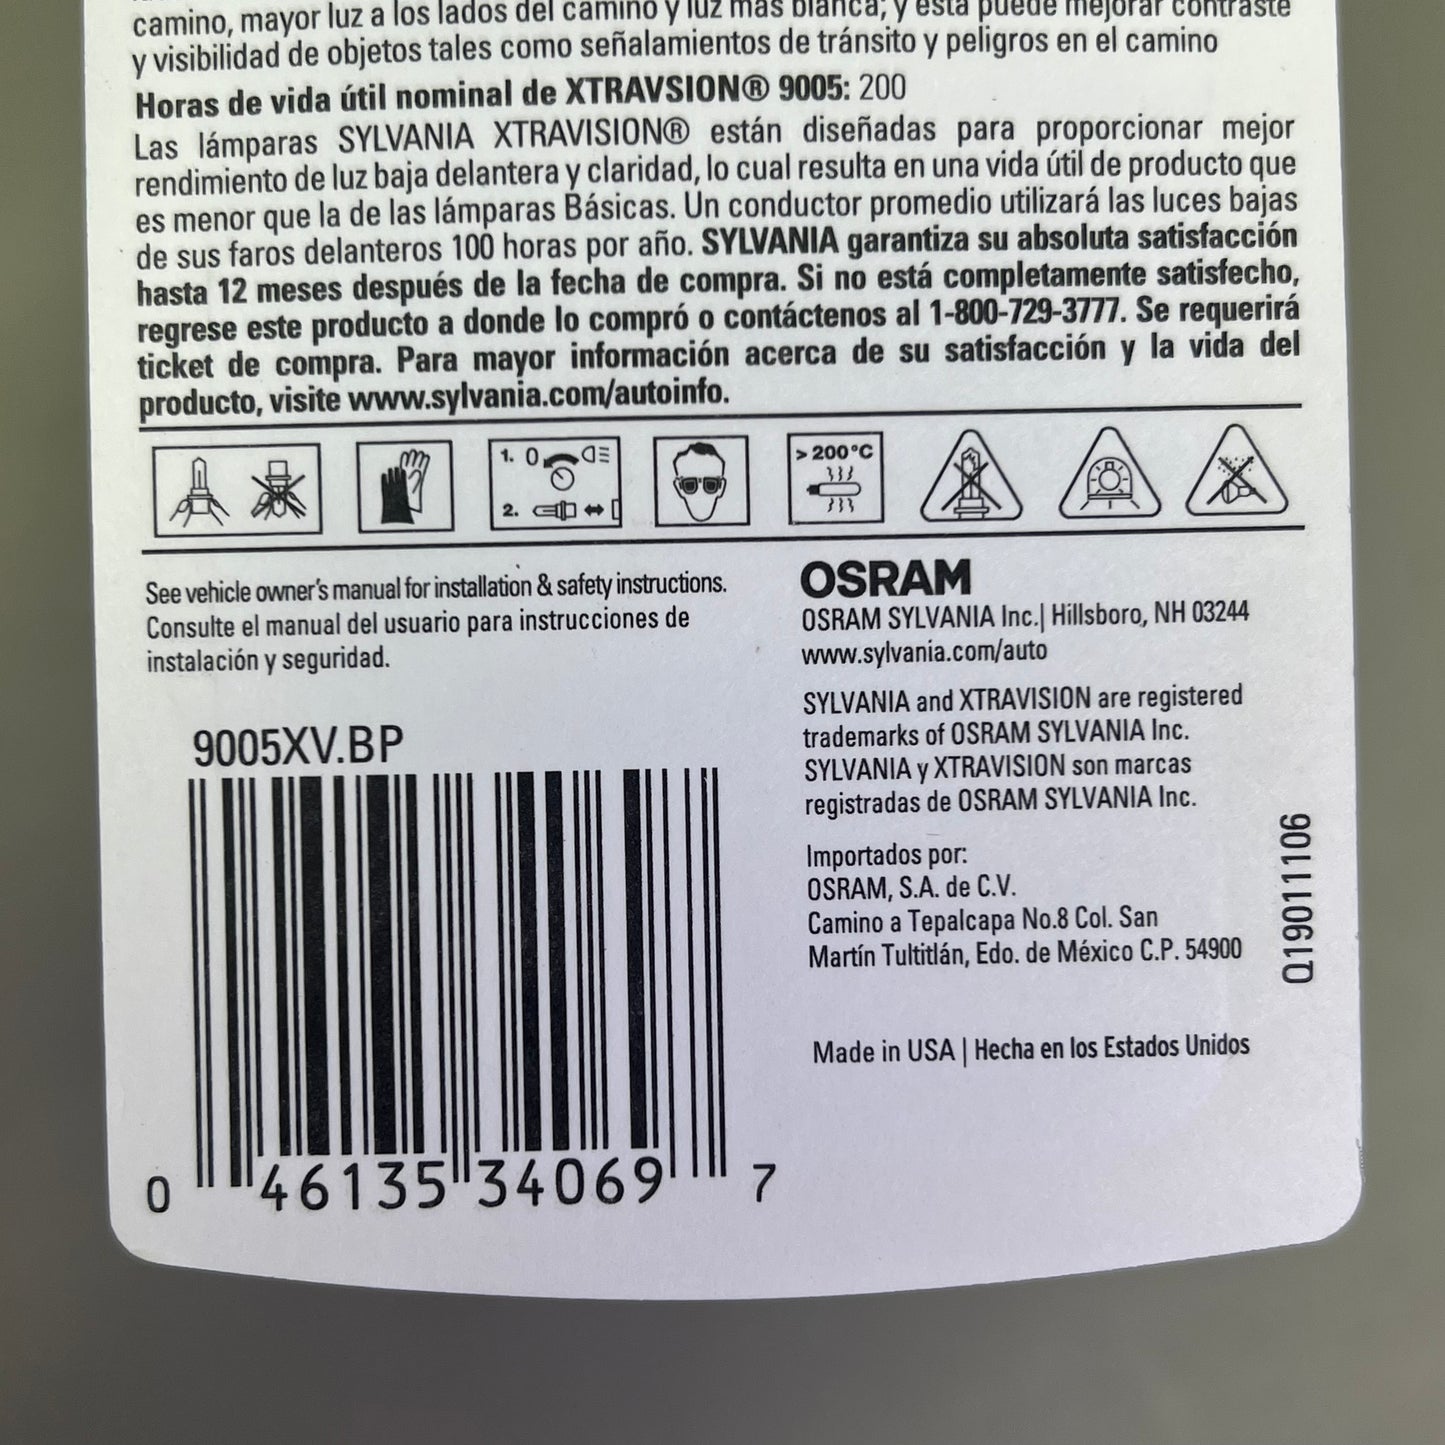 camino, mayor luz a los lados del camino y luz más blanca; y esta puede mejorar contraste
y visibilidad de objetos tales como señalamientos de tránsito y peligros en el camino
Horas de vida útil nominal de XTRAVSION® 9005: 200
Las lámparas SYLVANIA XTRAVISION® están diseñadas para proporcionar mejor
rendimiento de luz baja delantera y claridad, lo cual resulta en una vida útil de producto que
es menor que la de las lámparas Básicas. Un conductor promedio utilizará las luces bajas
de sus faros delanteros 100 horas por año. SYLVANIA garantiza su absoluta satisfacción
hasta 12 meses después de la fecha de compra. Si no está completamente satisfecho,
regrese este producto a donde lo compró o contáctenos al 1-800-729-3777. Se requerirá
ticket de compra. Para mayor información acerca de su satisfacción y la vida del
producto, visite www.sylvania.com/autoinfo.
1. 0
2.
>200°C
See vehicle owner's manual for installation & safety instructions.
Consulte el manual del usuario para instrucciones de
instalación y seguridad.
9005XV.BP
0 46135 34069 7
OSRAM
OSRAM SYLVANIA Inc.| Hillsboro, NH 03244
www.sylvania.com/auto
SYLVANIA and XTRAVISION are registered
trademarks of OSRAM SYLVANIA Inc.
SYLVANIA y XTRAVISION son marcas
registradas de OSRAM SYLVANIA Inc.
Importados por:
OSRAM, S.A. de C.V.
Camino a Tepalcapa No.8 Col. San
Martín Tultitlán, Edo. de México C.P. 54900
Made in USA | Hecha en los Estados Unidos
Q19011106